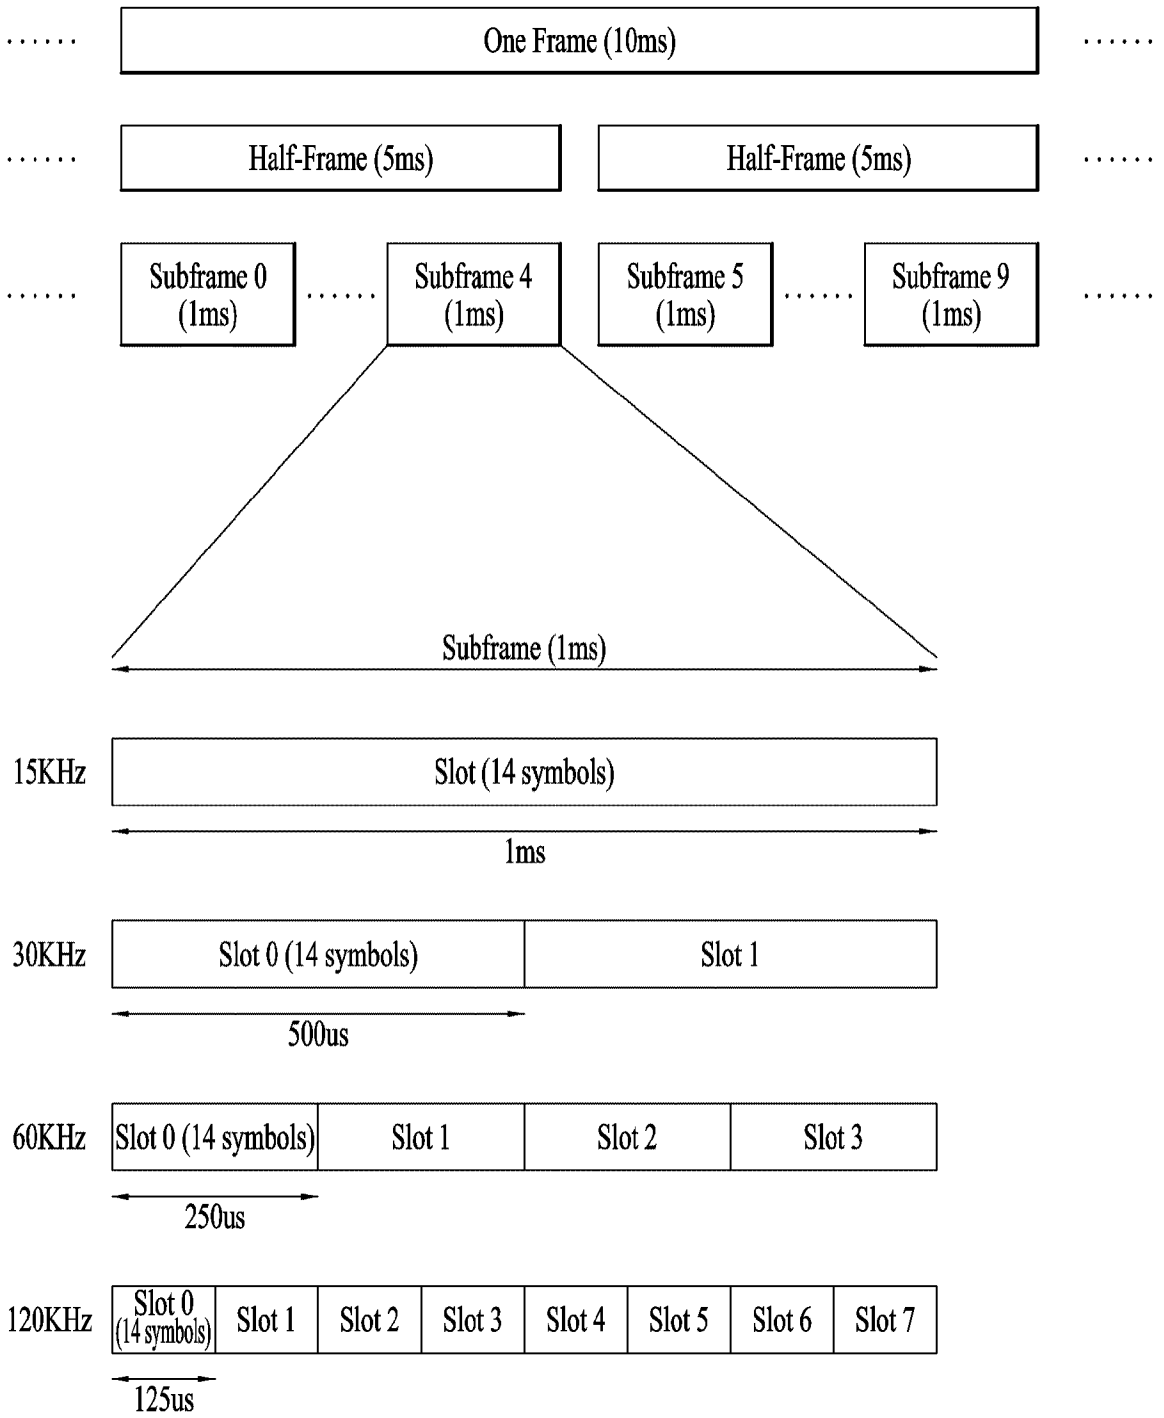 ...... One Frame (10ms) ......
...... Half-Frame (5ms) Half-Frame (5ms) ......
...... Subframe 0 ...... Subframe 4 Subframe 5 ...... Subframe 9 ......
(1ms) (1ms) (1ms) (1ms)
Subframe (1ms)
15KHz Slot (14 symbols)
1ms
30KHz Slot 0 (14 symbols) Slot 1
500us
60KHz Slot 0 (14 symbols) Slot 1 Slot 2 Slot 3
250us
120KHz Slot 0 (14 symbols) Slot 1 Slot 2 Slot 3 Slot 4 Slot 5 Slot 6 Slot 7
125us